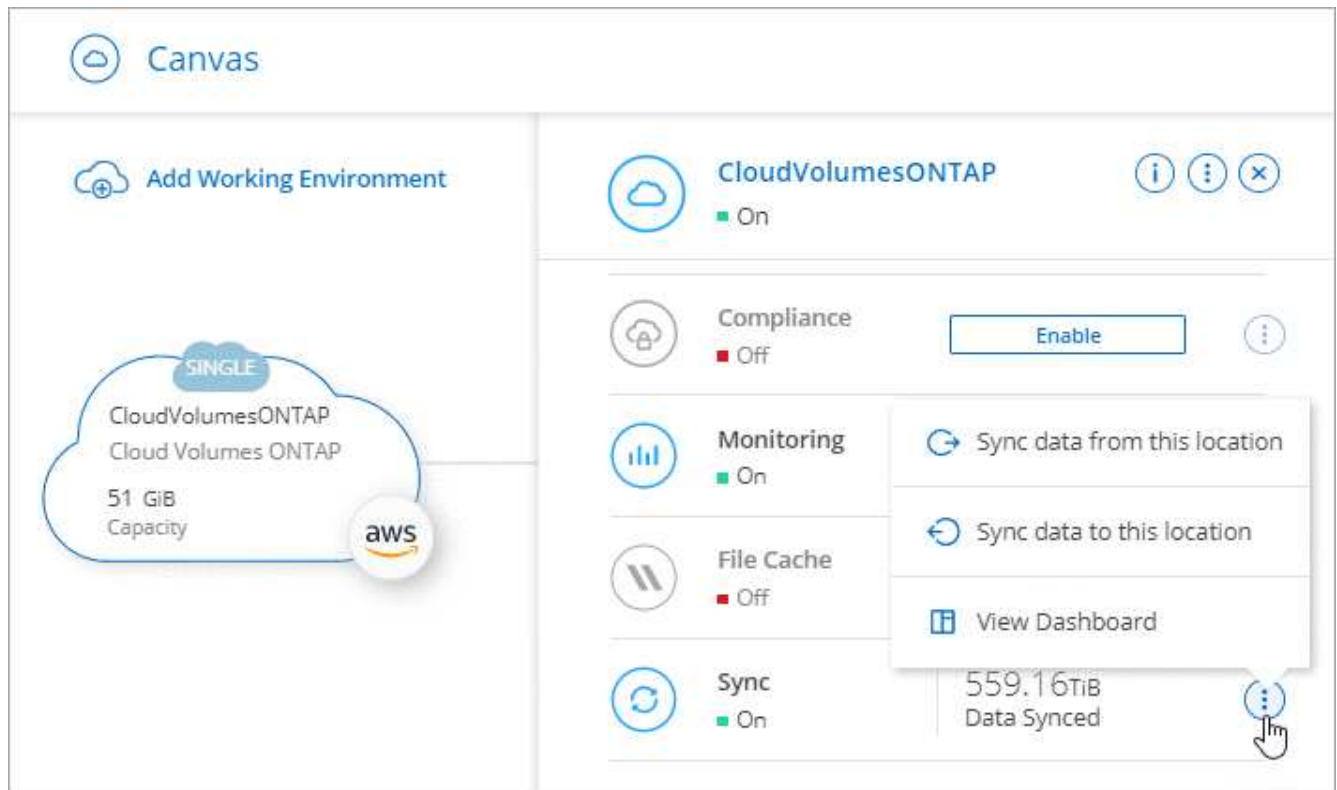 Canvas
Add Working Environment
SINGLE
CloudVolumesONTAP
Cloud Volumes ONTAP
51 GiB
Capacity
aws
CloudVolumesONTAP
On
Compliance
Off
Enable
Monitoring
On
File Cache
Off
Sync
On
559.16TiB
Data Synced
Sync data from this location
Sync data to this location
View Dashboard